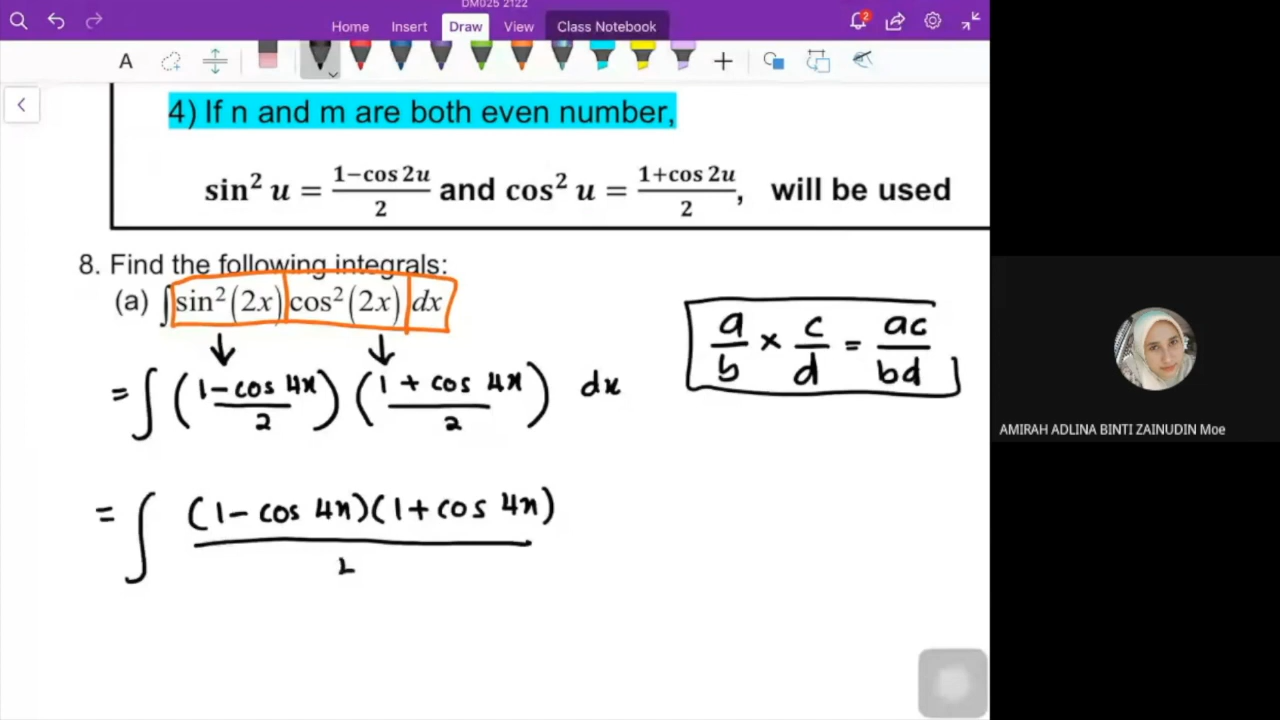 DM025 2122
Home Insert Draw View Class Notebook
2
A
4) If n and m are both even number,
sin² u = (1−cos 2u)/2 and cos² u = (1+cos 2u)/2, will be used
8. Find the following integrals:
(a) ∫ sin² (2x) cos² (2x) dx
a/b × c/d = ac/bd
= ∫ ((1 − cos 4x)/2) ((1 + cos 4x)/2) dx
AMIRAH ADLINA BINTI ZAINUDIN Moe
= ∫ (1 − cos 4x)(1 + cos 4x)